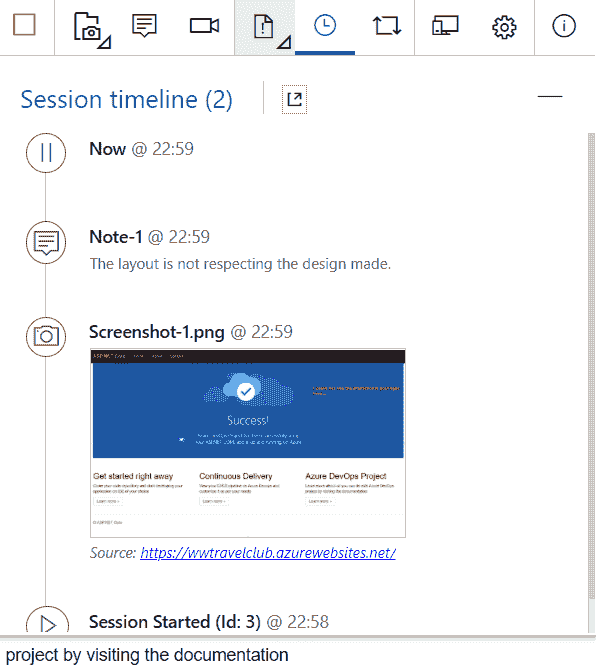 Session timeline (2)
Now @ 22:59
Note-1 @ 22:59
The layout is not respecting the design made.
Screenshot-1.png @ 22:59
Success!
Get started right away
Continuous Delivery
Azure DevOps Project
Source: https://wwtravelclub.azurewebsites.net/
Session Started (Id: 3) @ 22:58
project by visiting the documentation